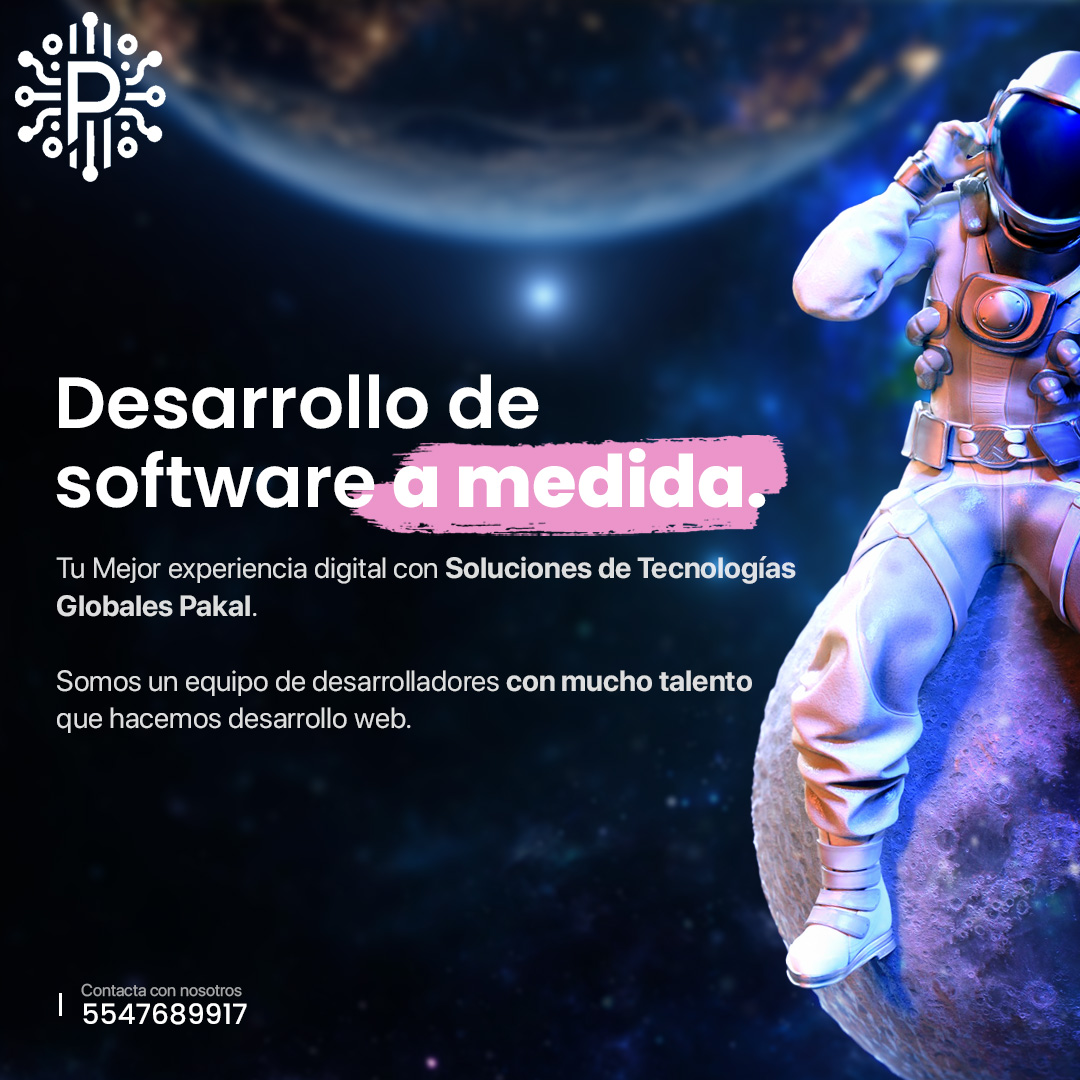 P
Desarrollo de
software a medida.
Tu Mejor experiencia digital con Soluciones de Tecnologías
Globales Pakal.
Somos un equipo de desarrolladores con mucho talento
que hacemos desarrollo web.
Contacta con nosotros
5547689917